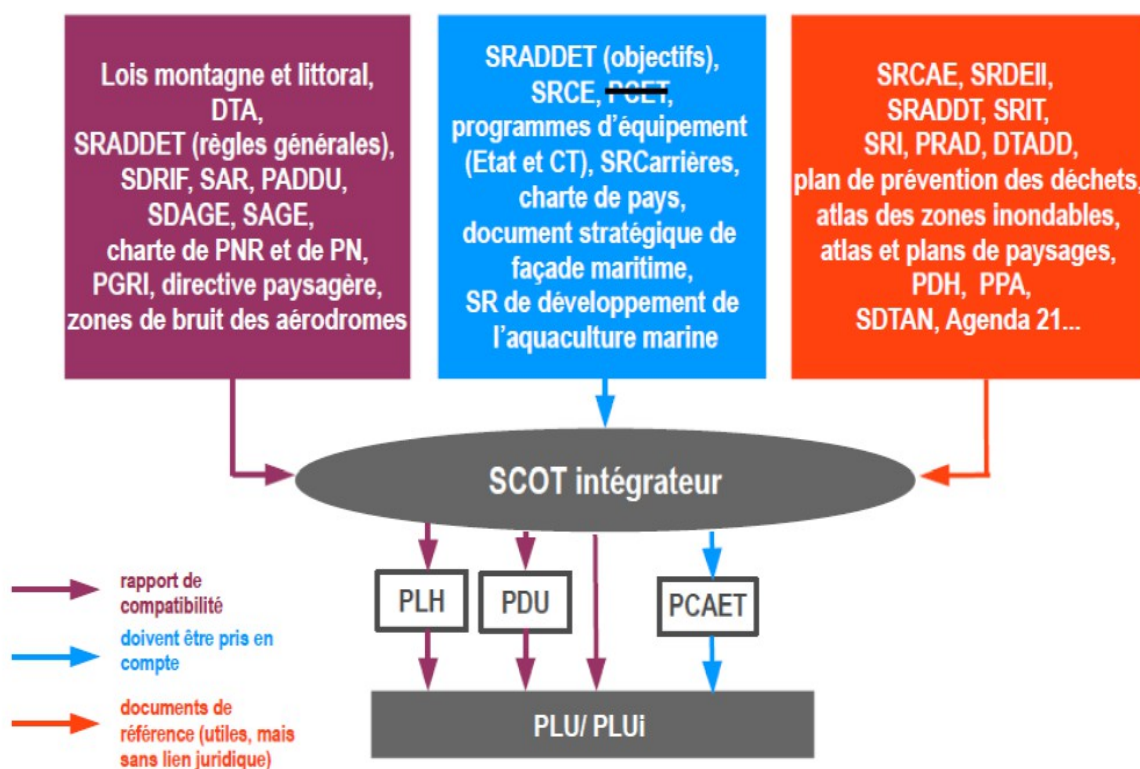 Lois montagne et littoral,
DTA,
SRADDET (règles générales),
SDRIF, SAR, PADDU,
SDAGE, SAGE,
charte de PNR et de PN,
PGRI, directive paysagère,
zones de bruit des aérodromes
SRADDET (objectifs),
SRCE, PCET,
programmes d'équipement
(Etat et CT), SRCarrières,
charte de pays,
document stratégique de
façade maritime,
SR de développement de
l'aquaculture marine
SRCAE, SRDEII,
SRADDT, SRIT,
SRI, PRAD, DTADD,
plan de prévention des déchets,
atlas des zones inondables,
atlas et plans de paysages,
PDH, PPA,
SDTAN, Agenda 21...
SCOT intégrateur
PLH
PDU
PCAET
PLU/ PLUi
rapport de
compatibilité
doivent être pris en
compte
documents de
référence (utiles, mais
sans lien juridique)